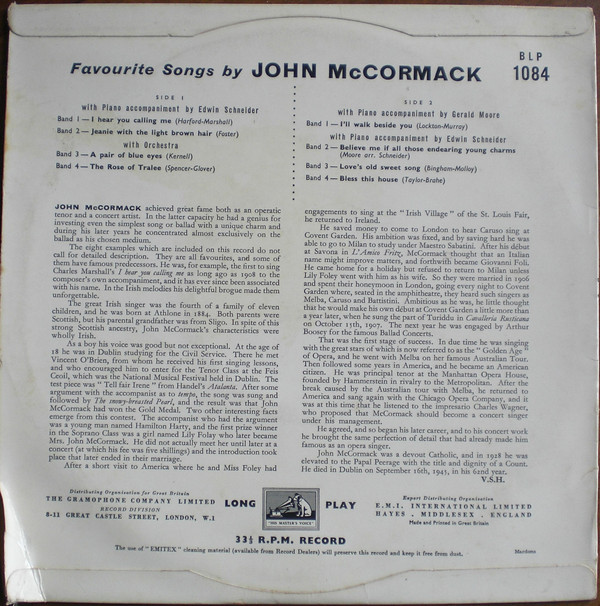 BLP
1084
Favourite Songs by JOHN McCORMACK
SIDE 1
with Piano accompaniment by Edwin Schneider
Band 1 — I hear you calling me (Harford-Marshall)
Band 2 — Jeanie with the light brown hair (Foster)
with Orchestra
Band 3 — A pair of blue eyes (Kernell)
Band 4 — The Rose of Tralee (Spencer-Glover)
SIDE 2
with Piano accompaniment by Gerald Moore
Band 1 — I'll walk beside you (Lockton-Murray)
with Piano accompaniment by Edwin Schneider
Band 2 — Believe me if all those endearing young charms
(Moore arr. Schneider)
Band 3 — Love's old sweet song (Bingham-Molloy)
Band 4 — Bless this house (Taylor-Brahe)
JOHN McCORMACK achieved great fame both as an operatic
tenor and a concert artist. In the latter capacity he had a genius for
investing even the simplest song or ballad with a unique charm and
during his later years he concentrated almost exclusively on the
ballad as his chosen medium.
The eight examples which are included on this record do not
call for detailed description. They are all favourites, and some of
them have famous predecessors. He was, for example, the first to sing
Charles Marshall's I hear you calling me as long ago as 1908 to the
composer's own accompaniment, and it has ever since been associated
with his name. In the Irish melodies his delightful brogue made them
unforgettable.
The great Irish singer was the fourth of a family of eleven
children, and he was born at Athlone in 1884. Both parents were
Scottish, but his parental grandfather was from Sligo. In spite of this
strong Scottish ancestry, John McCormack's characteristics were
wholly Irish.
As a boy his voice was good but not exceptional. At the age of
18 he was in Dublin studying for the Civil Service. There he met
Vincent O'Brien, from whom he received his first singing lessons,
and who encouraged him to enter for the Tenor Class at the Feis
Ceoil, which was the National Musical Festival held in Dublin. The
test piece was "Tell fair Irene" from Handel's Atalanta. After some
argument with the accompanist as to tempo, the song was sung and
followed by The snowy-breasted Pearl, and the result was that John
McCormack had won the Gold Medal. Two other interesting facts
emerge from this contest. The accompanist who had the argument
was a young man named Hamilton Harty, and the first prize winner
in the Soprano Class was a girl named Lily Folay who later became
Mrs. John McCormack. He did not actually meet her until later at a
concert (at which his fee was five shillings) and the introduction took
place that later ended in their marriage.
After a short visit to America where he and Miss Foley had
engagements to sing at the "Irish Village" of the St. Louis Fair,
he returned to Ireland.
He saved money to come to London to hear Caruso sing at
Covent Garden. His ambition was fixed, and by saving hard he was
able to go to Milan to study under Maestro Sabatini. After his début
at Savona in L'Amico Fritz, McCormack thought that an Italian
name might improve matters, and forthwith became Giovanni Foli.
He came home for a holiday but refused to return to Milan unless
Lily Foley went with him as his wife. So they were married in 1906
and spent their honeymoon in London, going every night to Covent
Garden where, seated in the amphitheatre, they heard such singers as
Melba, Caruso and Battistini. Ambitious as he was, he little thought
that he would make his own début at Covent Garden a little more than
a year later, when he sung the part of Turiddu in Cavalleria Rusticana
on October 15th, 1907. The next year he was engaged by Arthur
Boosey for the famous Ballad Concerts.
That was the first stage of success. In due time he was singing
with the great stars of which is now referred to as the "Golden Age"
of Opera, and he went with Melba on her famous Australian Tour.
Then followed some years in America, and he became an American
citizen. He was principal tenor at the Manhattan Opera House,
founded by Hammenstein in rivalry to the Metropolitan. After the
break caused by the Australian tour with Melba, he returned to
America and sang again with the Chicago Opera Company, and it
was at this time that he listened to the impresario Charles Wagner,
who proposed that McCormack should become a concert singer
under his management.
He agreed, and so began his later career, and to his concert work
he brought the same perfection of detail that had already made him
famous as an opera singer.
John McCormack was a devout Catholic, and in 1928 he was
elevated to the Papal Peerage with the title and dignity of a Count.
He died in Dublin on September 16th, 1945, in his 62nd year.
V.S.H.
Distributing Organisation for Great Britain
THE GRAMOPHONE COMPANY LIMITED
RECORD DIVISION
8-11 GREAT CASTLE STREET, LONDON, W.1
LONG PLAY
"HIS MASTER'S VOICE"
Export Distributing Organisation
E.M.I. INTERNATIONAL LIMITED
HAYES . MIDDLESEX . ENGLAND
Made and Printed in Great Britain
33⅓ R.P.M. RECORD
The use of "EMITEX" cleaning material (available from Record Dealers) will preserve this record and keep it free from dust.